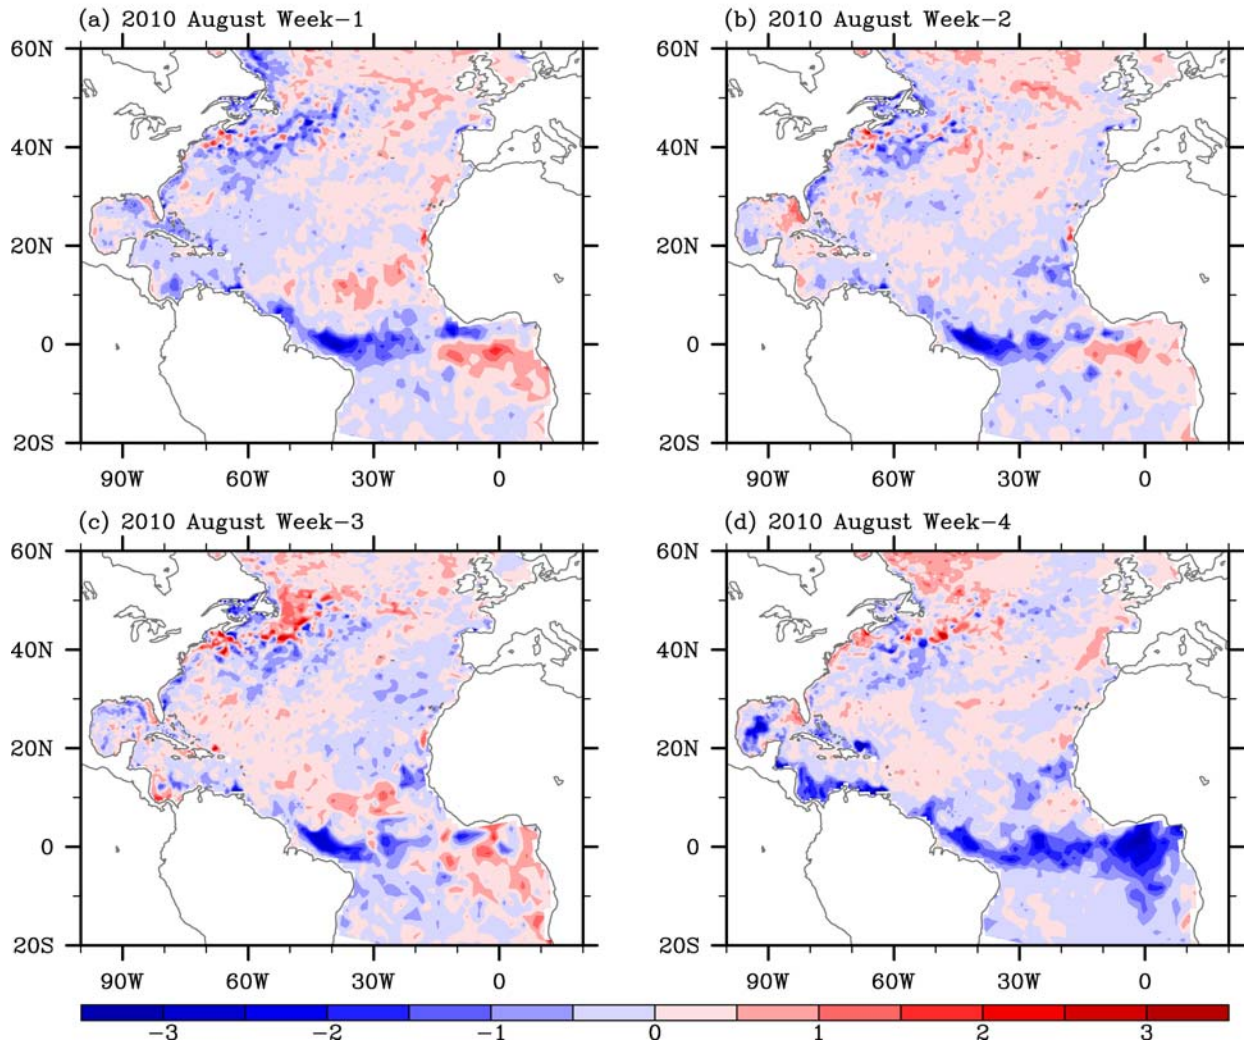 (a) 2010 August Week-1
60N
40N
20N
0
20S
90W 60W 30W 0
(b) 2010 August Week-2
60N
40N
20N
0
20S
90W 60W 30W 0
(c) 2010 August Week-3
60N
40N
20N
0
20S
90W 60W 30W 0
(d) 2010 August Week-4
60N
40N
20N
0
20S
90W 60W 30W 0
-3 -2 -1 0 1 2 3